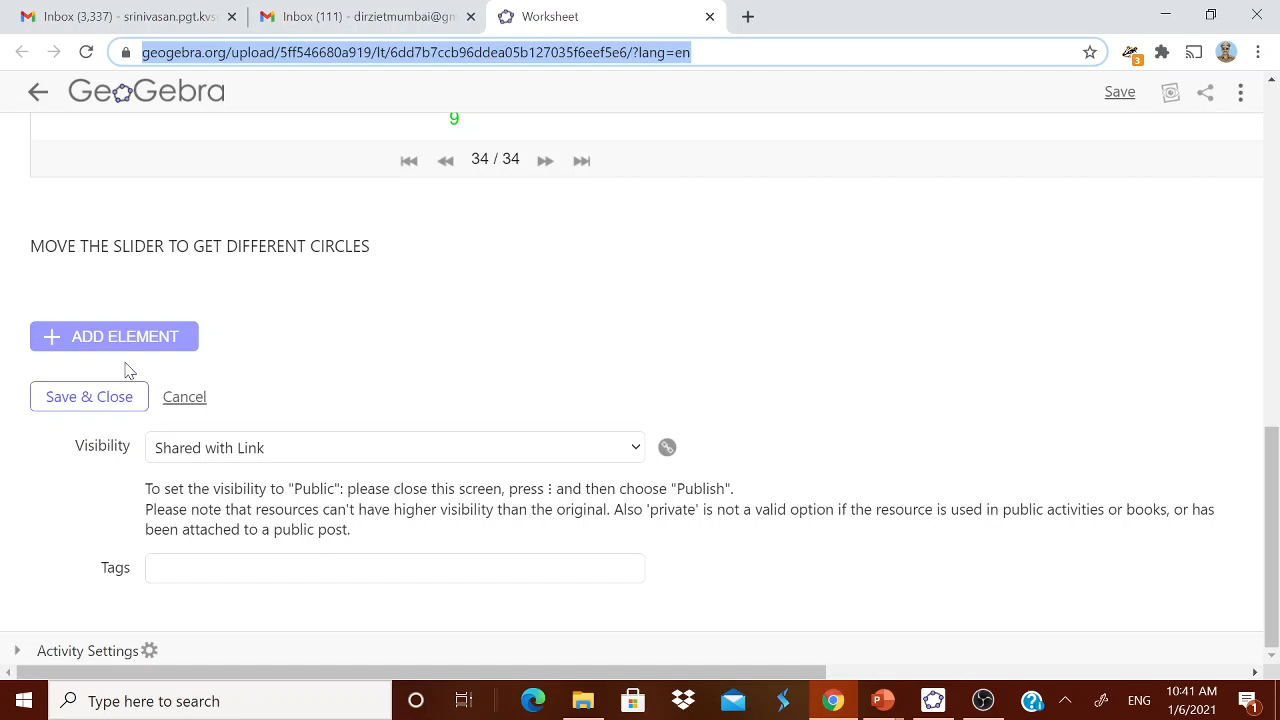 Inbox (3,337) - srinivasan.pgt.kvs
Inbox (111) - dirzietmumbai@gm
Worksheet
geogebra.org/upload/5ff546680a919/lt/6dd7b7ccb96ddea05b127035f6eef5e6/?lang=en
3
GeoGebra
Save
9
34 / 34
MOVE THE SLIDER TO GET DIFFERENT CIRCLES
ADD ELEMENT
Save & Close Cancel
Visibility Shared with Link
To set the visibility to "Public": please close this screen, press ⋮ and then choose "Publish".
Please note that resources can't have higher visibility than the original. Also 'private' is not a valid option if the resource is used in public activities or books, or has
been attached to a public post.
Tags
Activity Settings
Type here to search
ENG
10:41 AM
1/6/2021
1